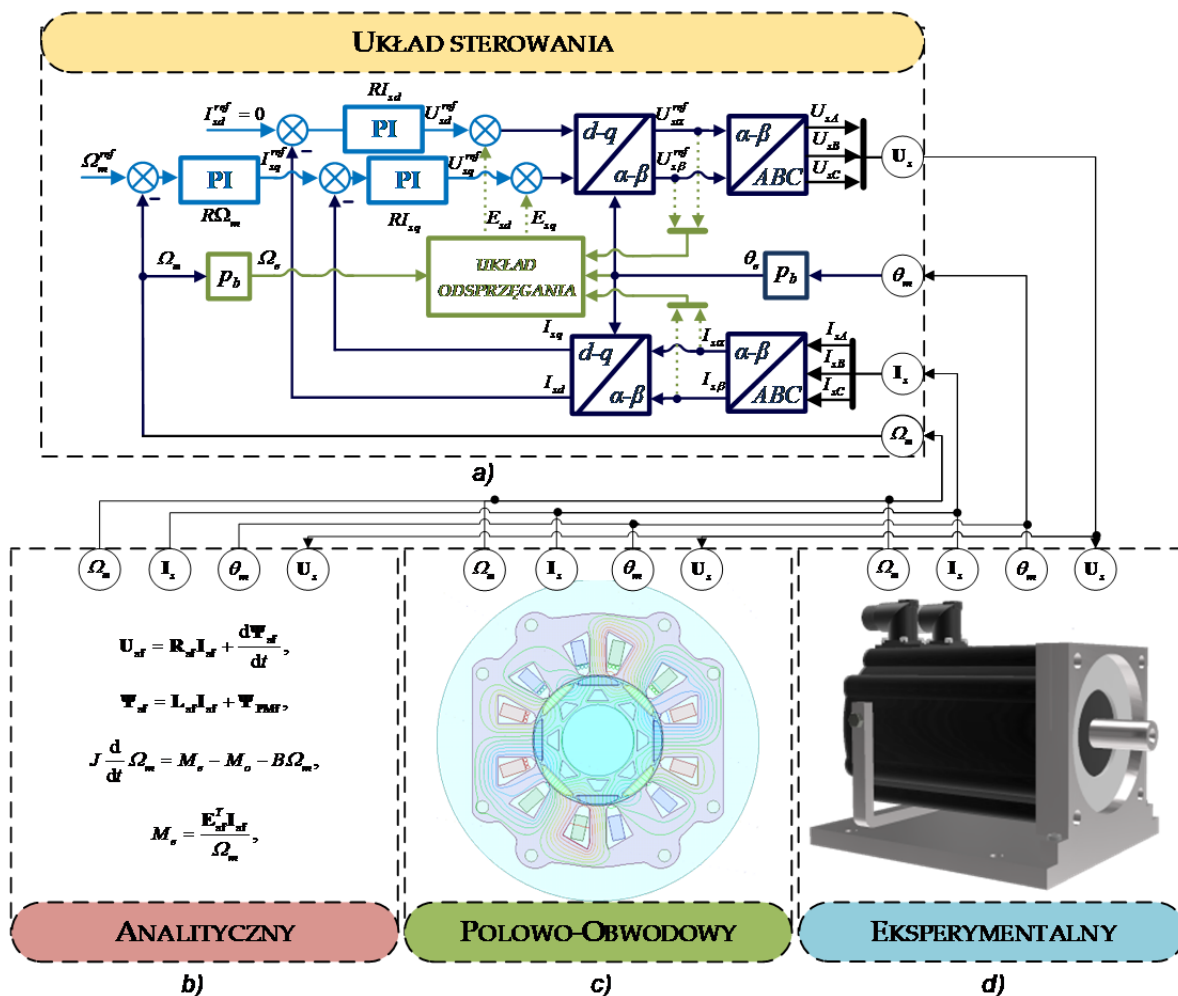 UKŁAD STEROWANIA
RI_sd
I_sd^ref = 0
PI
U_sd^ref
d-q
α-β
U_sα^ref
α-β
ABC
U_sA
U_sB
U_sC
U_s
Ω_m^ref
PI
RΩ_m
I_sq^ref
PI
RI_sq
U_sq^ref
U_sβ^ref
E_sd
E_sq
Ω_m
p_b
Ω_e
UKŁAD
ODSPRZĘGANIA
θ_e
p_b
θ_m
I_sq
I_sd
d-q
α-β
I_sα
I_sβ
α-β
ABC
I_sA
I_sB
I_sC
I_s
Ω_m
a)
Ω_m I_s θ_m U_s
Ω_m I_s θ_m U_s
Ω_m I_s θ_m U_s
U_sf = R_sf I_sf + dΨ_sf/dt,
Ψ_sf = L_sf I_sf + Ψ_PMf,
J d/dt Ω_m = M_e − M_o − BΩ_m,
M_e = E_sf^T I_sf / Ω_m,
ANALITYCZNY
POLOWO-OBWODOWY
EKSPERYMENTALNY
b)
c)
d)